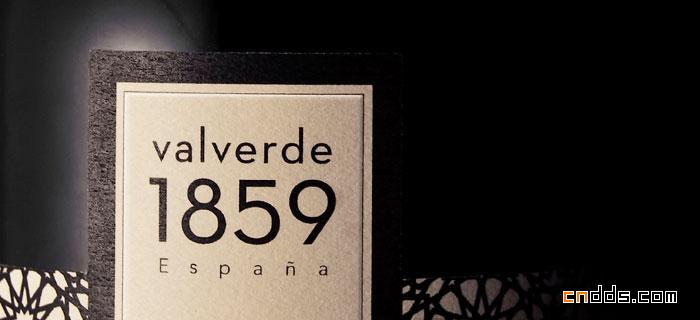 valverde
1859
España
cndds.com